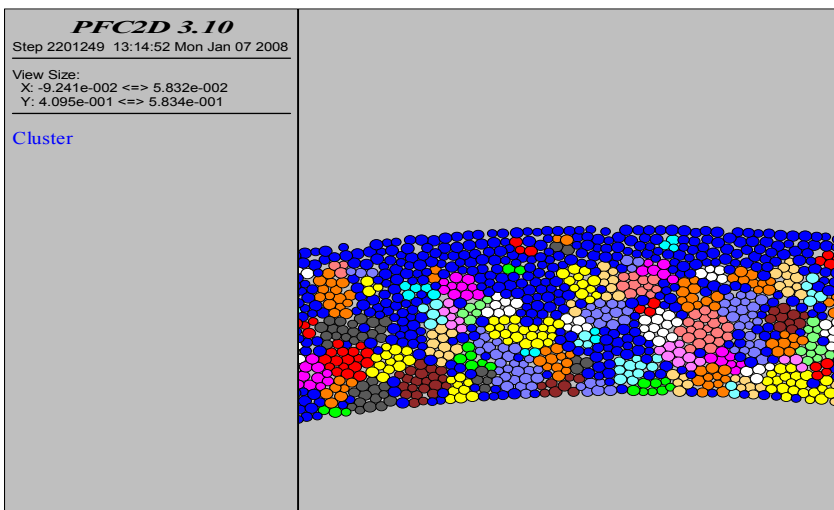 PFC2D 3.10
Step 2201249  13:14:52 Mon Jan 07 2008
View Size:
X: -9.241e-002 <=> 5.832e-002
Y: 4.095e-001 <=> 5.834e-001
Cluster